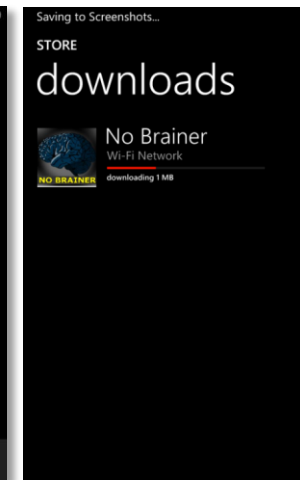 Saving to Screenshots...
STORE
downloads
No Brainer
Wi-Fi Network
NO BRAINER
downloading 1 MB